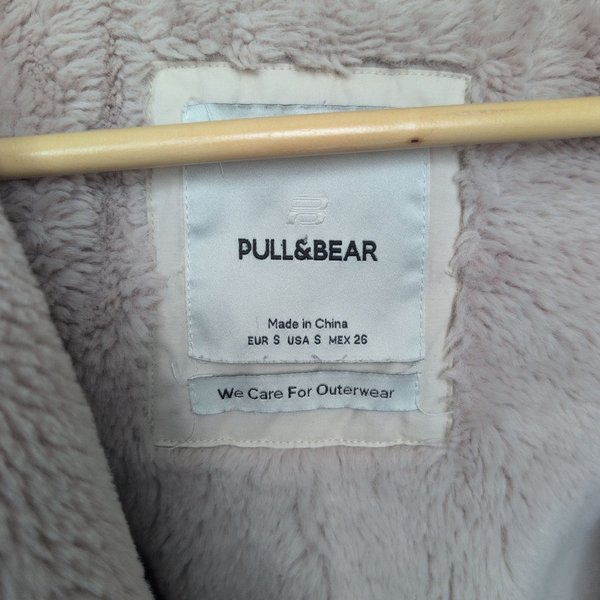 PULL&BEAR
Made in China
EUR S USA S MEX 26
We Care For Outerwear